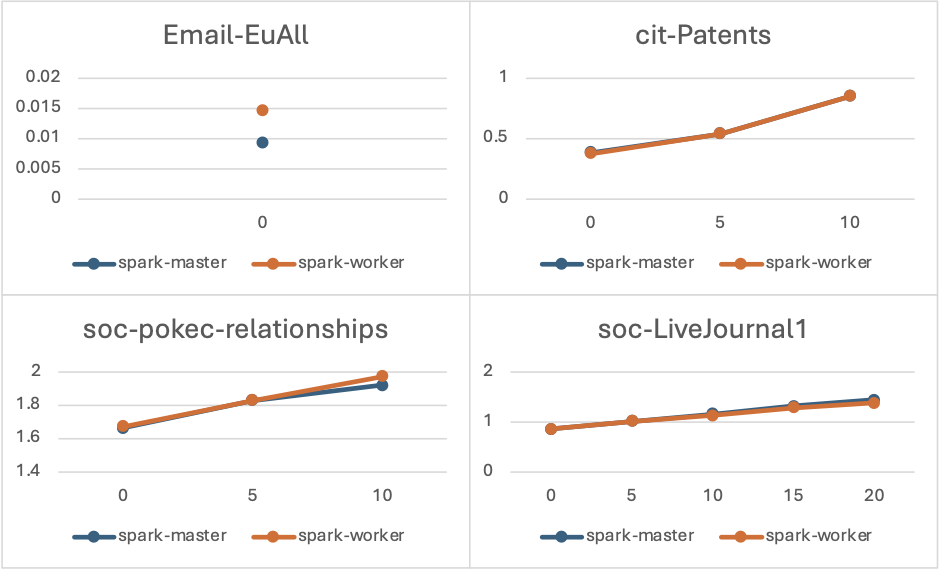 Email-EuAll
0.02
0.015
0.01
0.005
0
0
spark-master spark-worker
cit-Patents
1
0.5
0
0 5 10
spark-master spark-worker
soc-pokec-relationships
2
1.8
1.6
1.4
0 5 10
spark-master spark-worker
soc-LiveJournal1
2
1
0
0 5 10 15 20
spark-master spark-worker